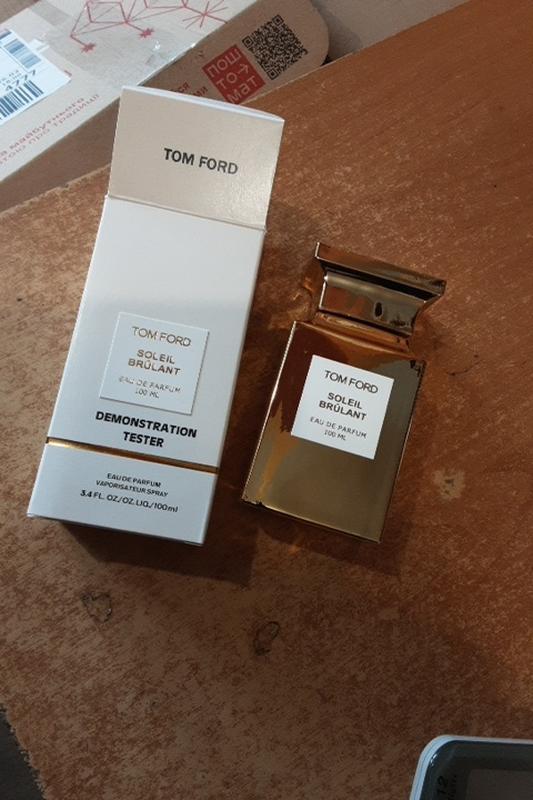 4777
ПОШ
ТО→
МАТ
TOM FORD
TOM FORD
SOLEIL
BRÛLANT
EAU DE PARFUM
100 ML
DEMONSTRATION
TESTER
EAU DE PARFUM
VAPORISATEUR SPRAY
3.4 FL. OZ./OZ.LIQ./100ml
TOM FORD
SOLEIL
BRÛLANT
EAU DE PARFUM
100 ML